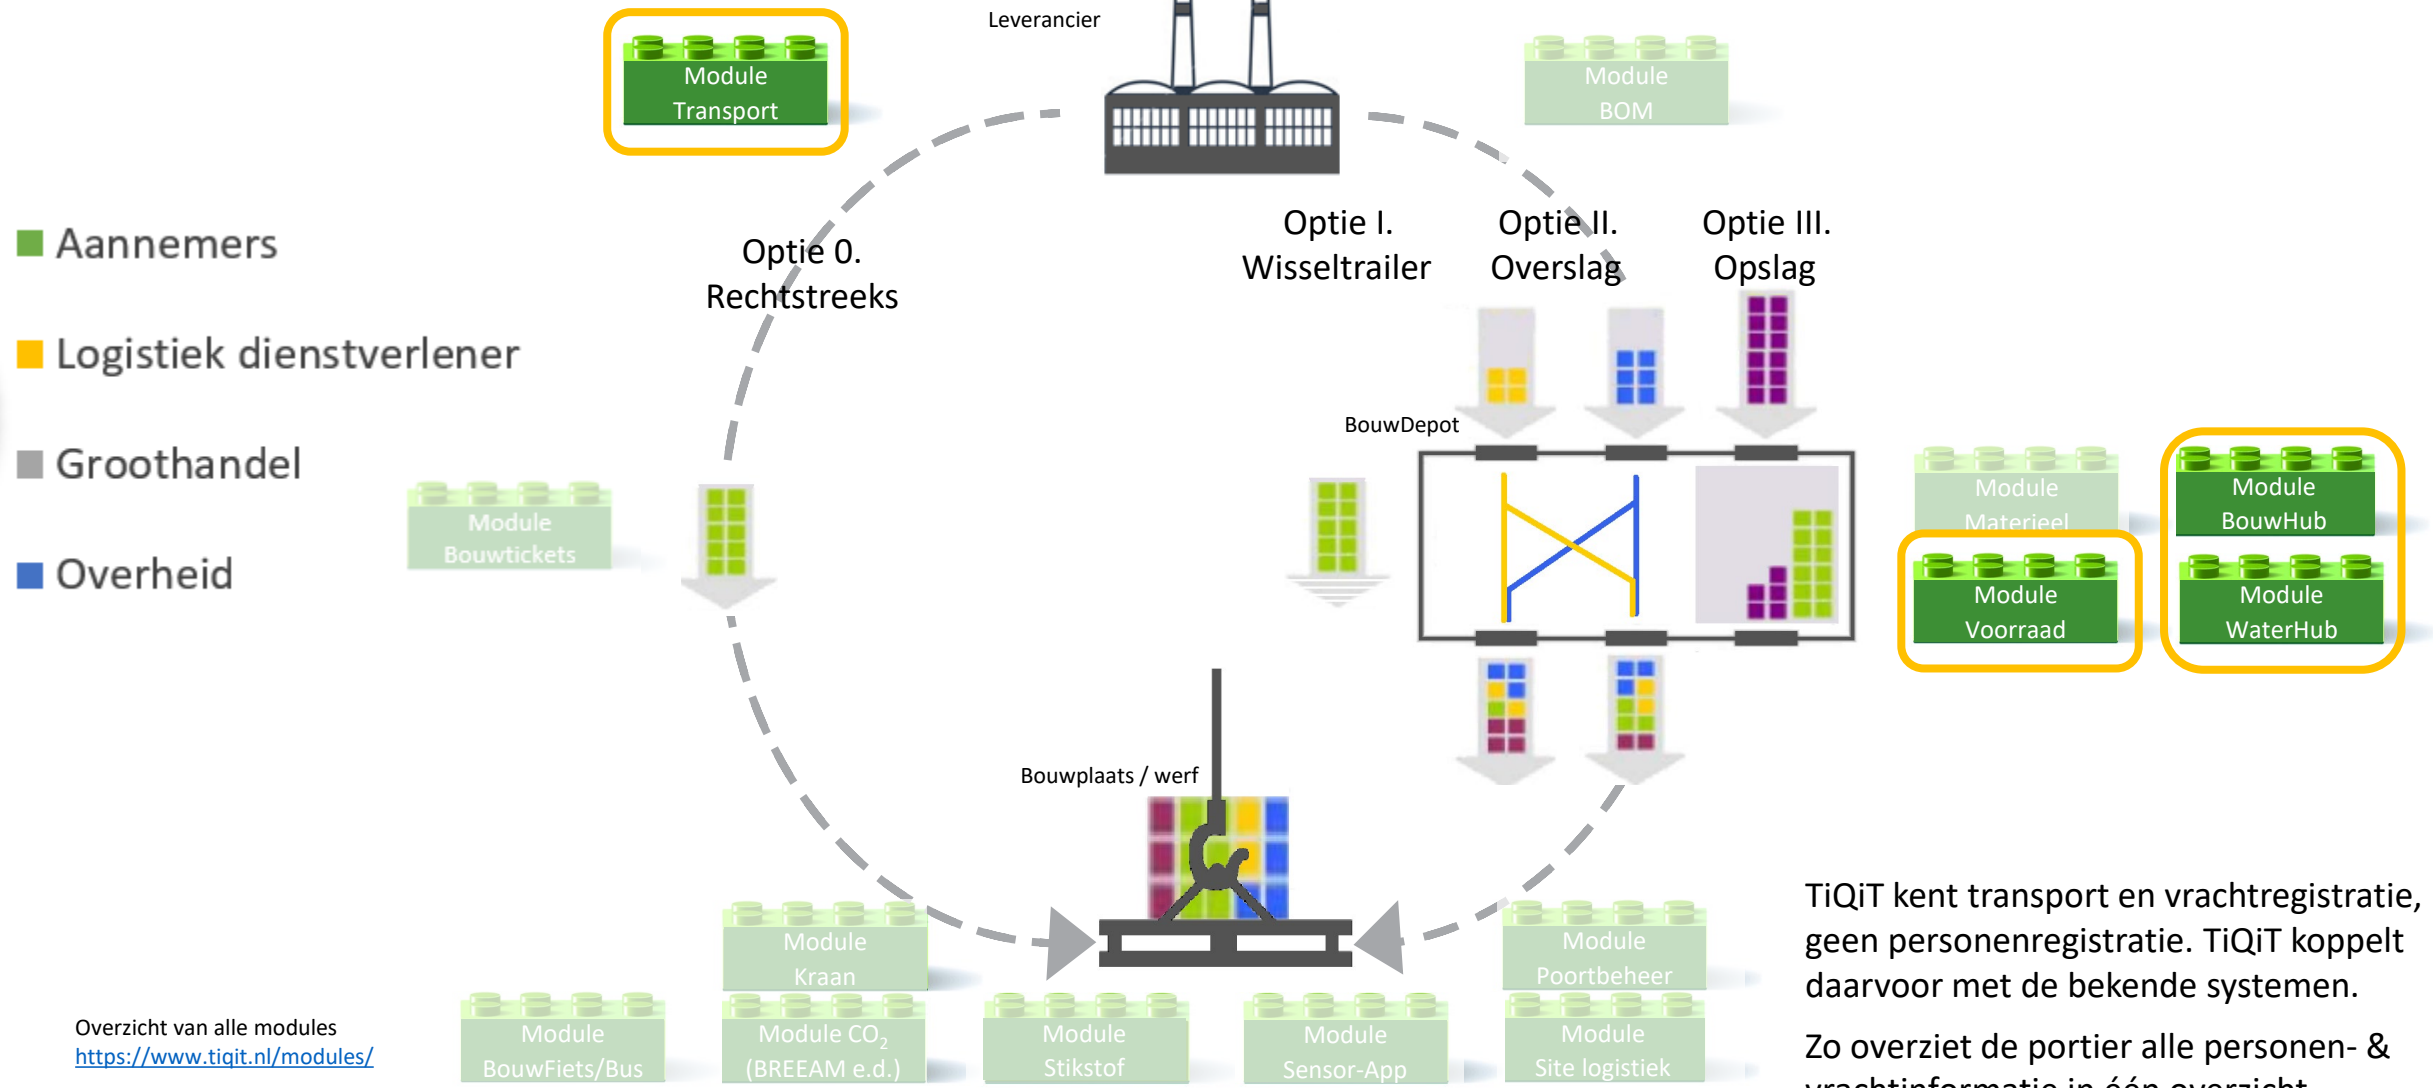 Leverancier
Module
Transport
Module
BOM
Aannemers
Logistiek dienstverlener
Groothandel
Overheid
Optie 0.
Rechtstreeks
Optie I.
Wisseltrailer
Optie II.
Overslag
Optie III.
Opslag
BouwDepot
Module
Bouwtickets
Module
Materieel
Module
BouwHub
Module
Voorraad
Module
WaterHub
Bouwplaats / werf
Module
Kraan
Module
Poortbeheer
Module
BouwFiets/Bus
Module CO₂
(BREEAM e.d.)
Module
Stikstof
Module
Sensor-App
Module
Site logistiek
Overzicht van alle modules
https://www.tiqit.nl/modules/
TiQiT kent transport en vrachtregistratie,
geen personenregistratie. TiQiT koppelt
daarvoor met de bekende systemen.
Zo overziet de portier alle personen- &
vrachtinformatie in één overzicht